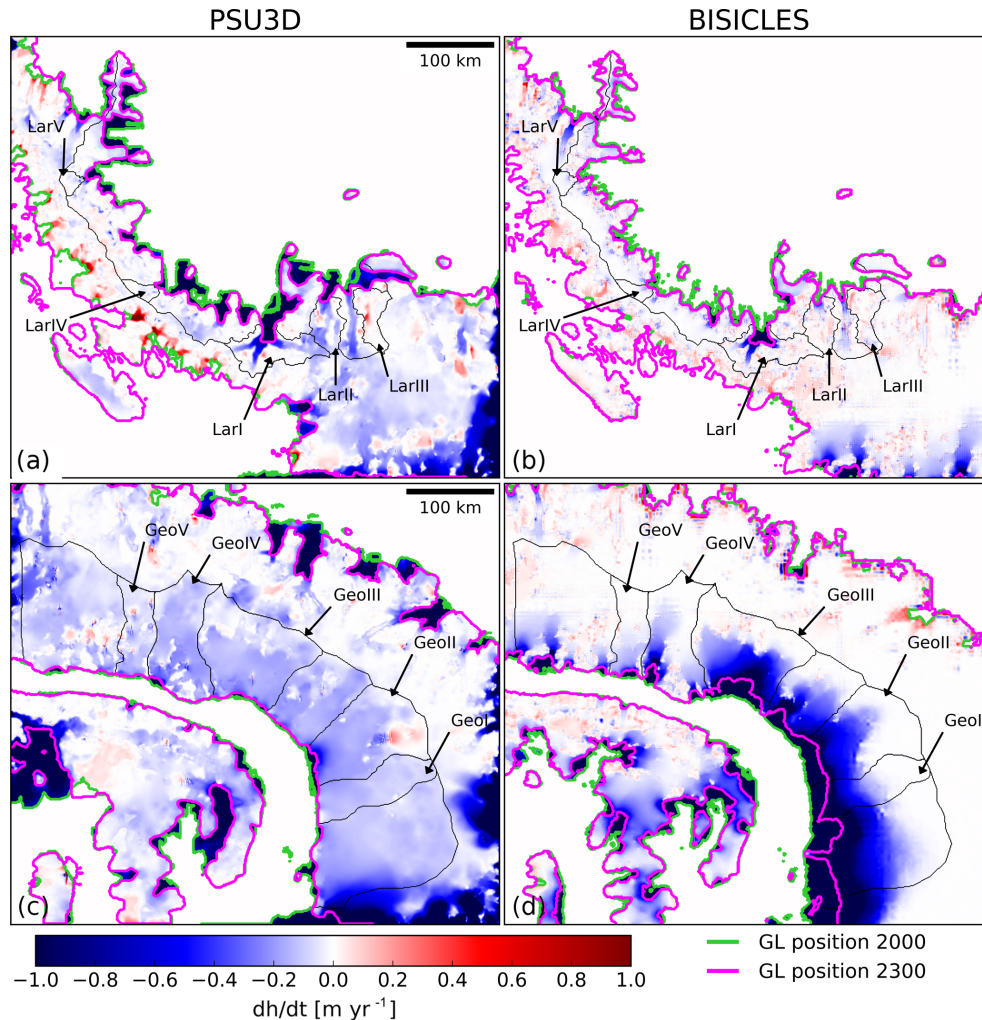 PSU3D
BISICLES
100 km
LarV
LarIV
LarI
LarII
LarIII
(a)
LarV
LarIV
LarI
LarII
LarIII
(b)
100 km
GeoV
GeoIV
GeoIII
GeoII
GeoI
(c)
GeoV
GeoIV
GeoIII
GeoII
GeoI
(d)
−1.0 −0.8 −0.6 −0.4 −0.2 0.0 0.2 0.4 0.6 0.8 1.0
dh/dt [m yr⁻¹]
GL position 2000
GL position 2300